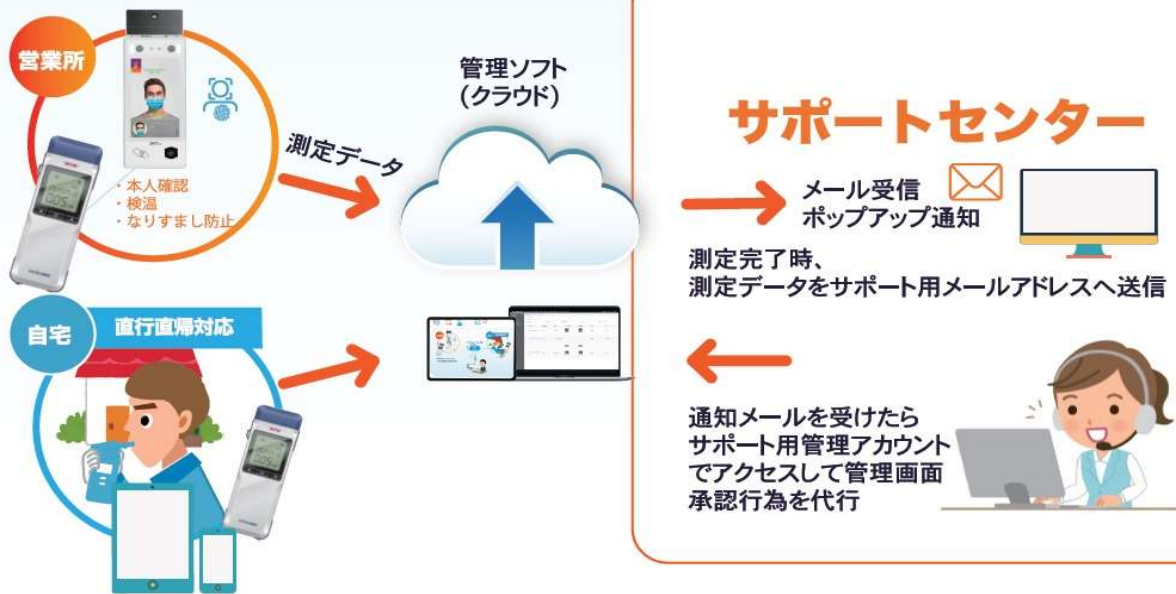 営業所
・本人確認
・検温
・なりすまし防止
測定データ
管理ソフト
(クラウド)
自宅
直行直帰対応
サポートセンター
メール受信
ポップアップ通知
測定完了時、
測定データをサポート用メールアドレスへ送信
通知メールを受けたら
サポート用管理アカウント
でアクセスして管理画面
承認行為を代行